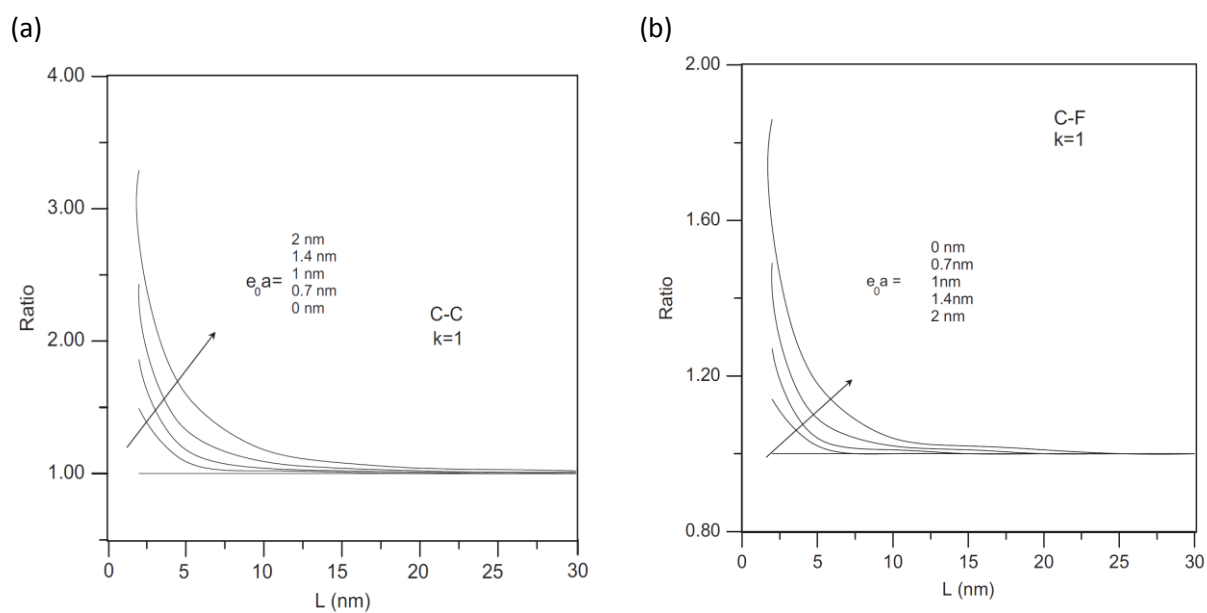 (a)
4.00
3.00
2.00
1.00
Ratio
2 nm
1.4 nm
1 nm
0.7 nm
0 nm
e₀a=
C-C
k=1
0 5 10 15 20 25 30
L (nm)
(b)
2.00
1.60
1.20
0.80
Ratio
C-F
k=1
0 nm
0.7nm
1nm
1.4nm
2 nm
e₀a =
0 5 10 15 20 25 30
L (nm)